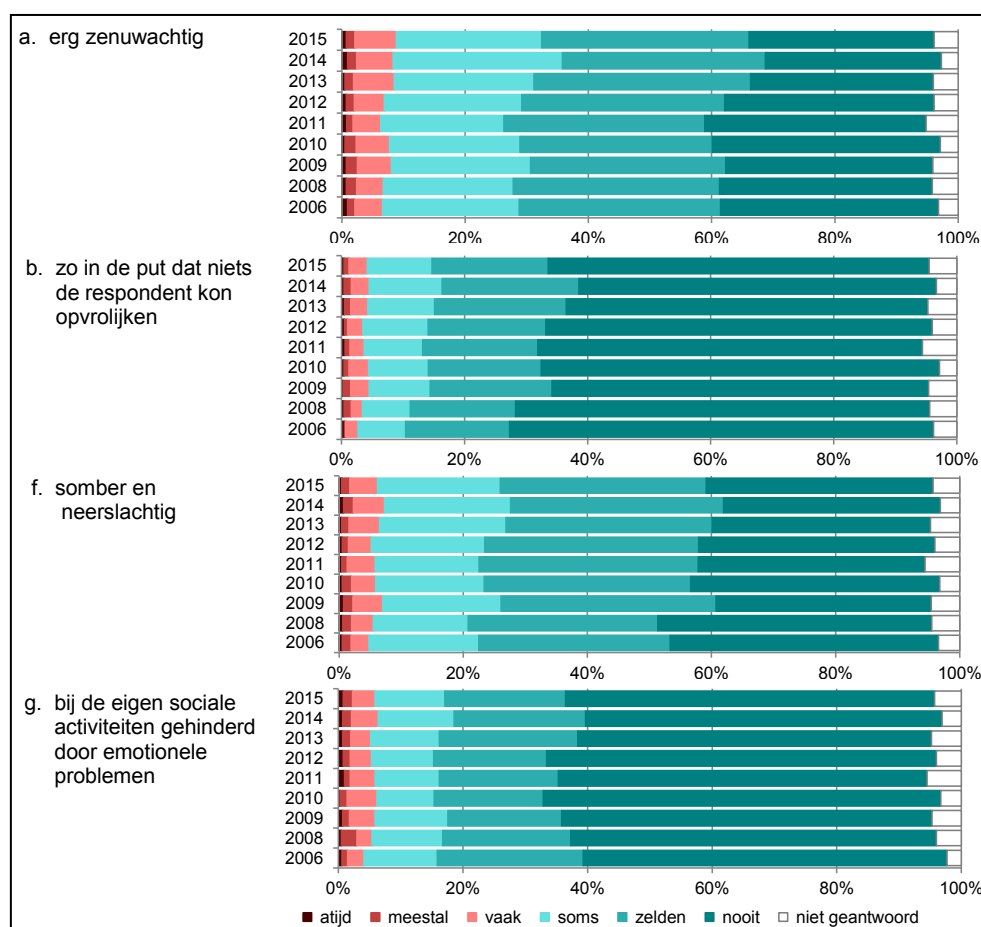 a. erg zenuwachtig
2015
2014
2013
2012
2011
2010
2009
2008
2006
0% 20% 40% 60% 80% 100%
b. zo in de put dat niets
de respondent kon
opvrolijken
2015
2014
2013
2012
2011
2010
2009
2008
2006
0% 20% 40% 60% 80% 100%
f. somber en
neerslachtig
2015
2014
2013
2012
2011
2010
2009
2008
2006
0% 20% 40% 60% 80% 100%
g. bij de eigen sociale
activiteiten gehinderd
door emotionele
problemen
2015
2014
2013
2012
2011
2010
2009
2008
2006
0% 20% 40% 60% 80% 100%
atijd meestal vaak soms zelden nooit niet geantwoord